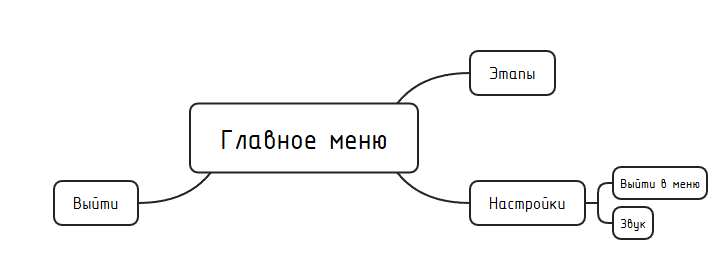 Этапы
Главное меню
Выйти
Настройки
Выйти в меню
Звук